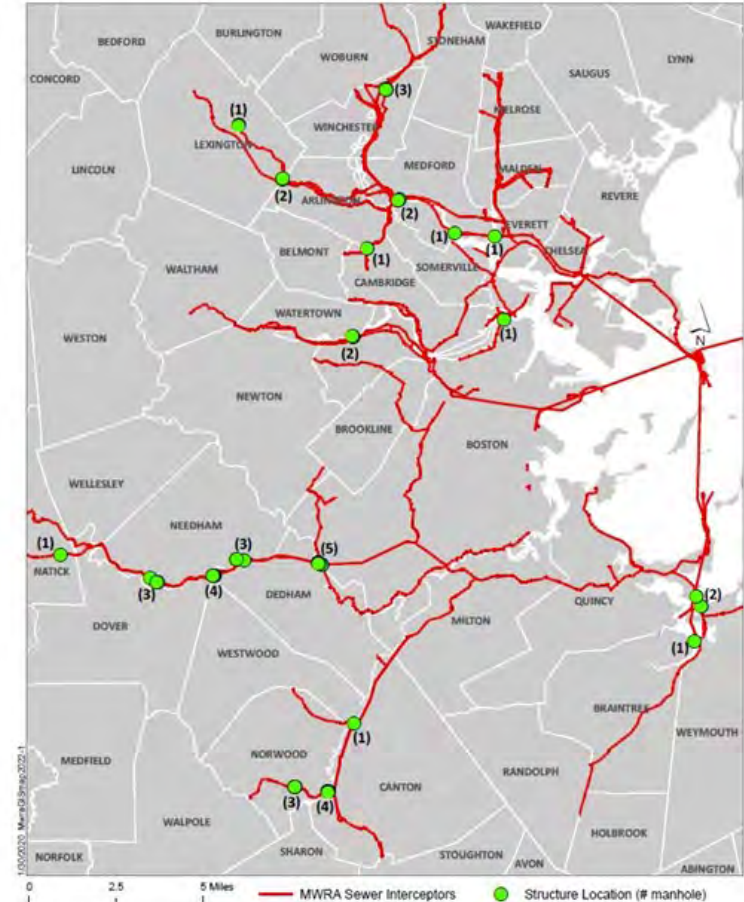 WAKEFIELD
BURLINGTON
STONEHAM
BEDFORD
WOBURN
LYNN
SAUGUS
CONCORD
(3)
MELROSE
(1)
WINCHESTER
LEXINGTON
MEDFORD
LINCOLN
MALDEN
(2)
REVERE
ARLINGTON
(2)
EVERETT
(1)
(1)
CHELSEA
BELMONT
(1)
SOMERVILLE
WALTHAM
CAMBRIDGE
WATERTOWN
(1)
WESTON
N
(2)
NEWTON
BROOKLINE
BOSTON
WELLESLEY
NEEDHAM
(1)
(3)
(5)
NATICK
(4)
(3)
DEDHAM
(2)
QUINCY
DOVER
MILTON
(1)
WESTWOOD
BRAINTREE
WEYMOUTH
(1)
NORWOOD
MEDFIELD
RANDOLPH
CANTON
(3)
(4)
WALPOLE
HOLBROOK
SHARON
STOUGHTON
NORFOLK
AVON
ABINGTON
0 2.5 5 Miles
MWRA Sewer Interceptors
Structure Location (# manhole)